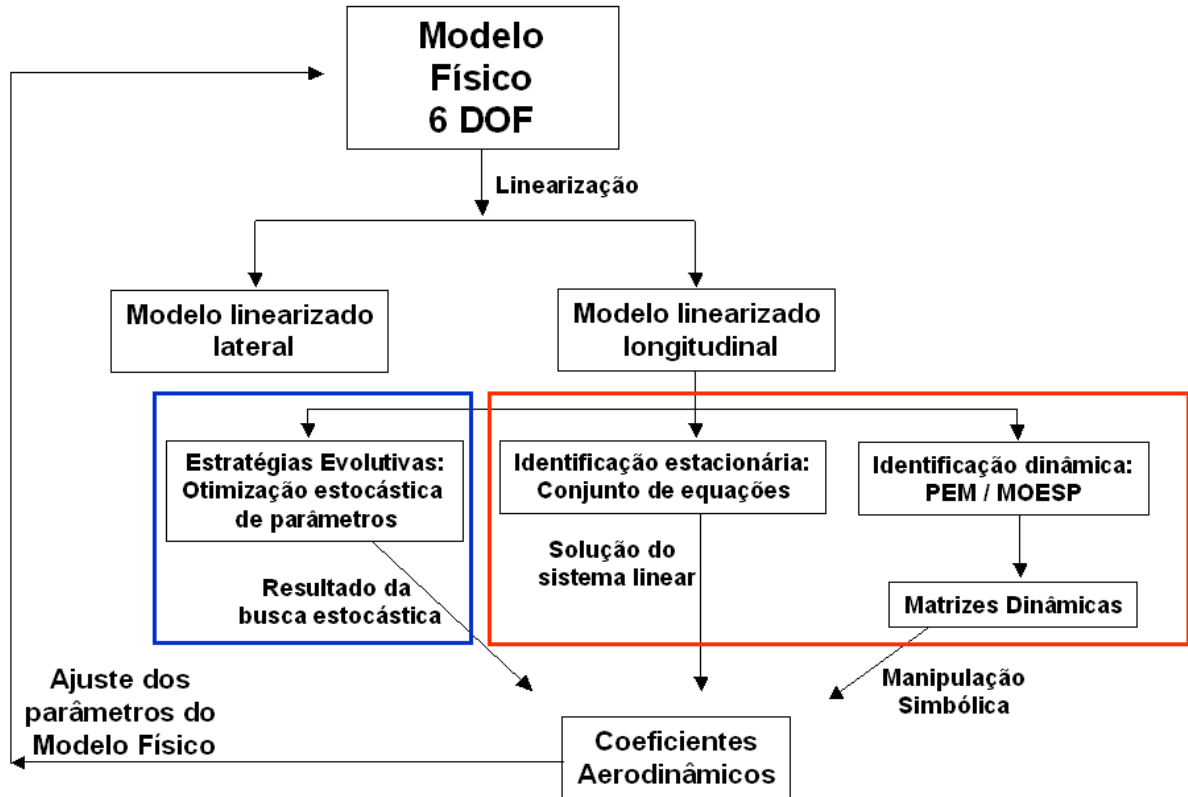 Modelo
Físico
6 DOF
Linearização
Modelo linearizado
lateral
Modelo linearizado
longitudinal
Estratégias Evolutivas:
Otimização estocástica
de parâmetros
Identificação estacionária:
Conjunto de equações
Identificação dinâmica:
PEM / MOESP
Resultado da
busca estocástica
Solução do
sistema linear
Matrizes Dinâmicas
Ajuste dos
parâmetros do
Modelo Físico
Manipulação
Simbólica
Coeficientes
Aerodinâmicos